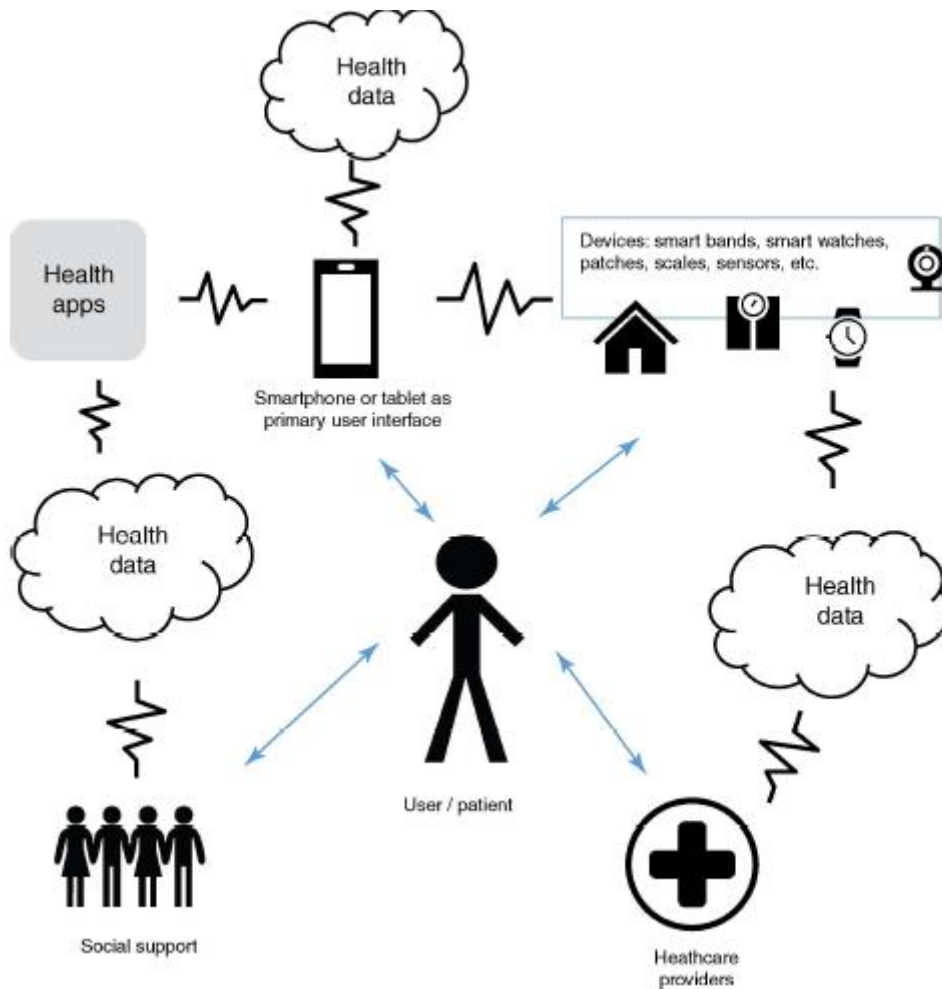 Health
data
Devices: smart bands, smart watches,
patches, scales, sensors, etc.
Health
apps
Smartphone or tablet as
primary user interface
Health
data
Health
data
User / patient
Social support
Heathcare
providers